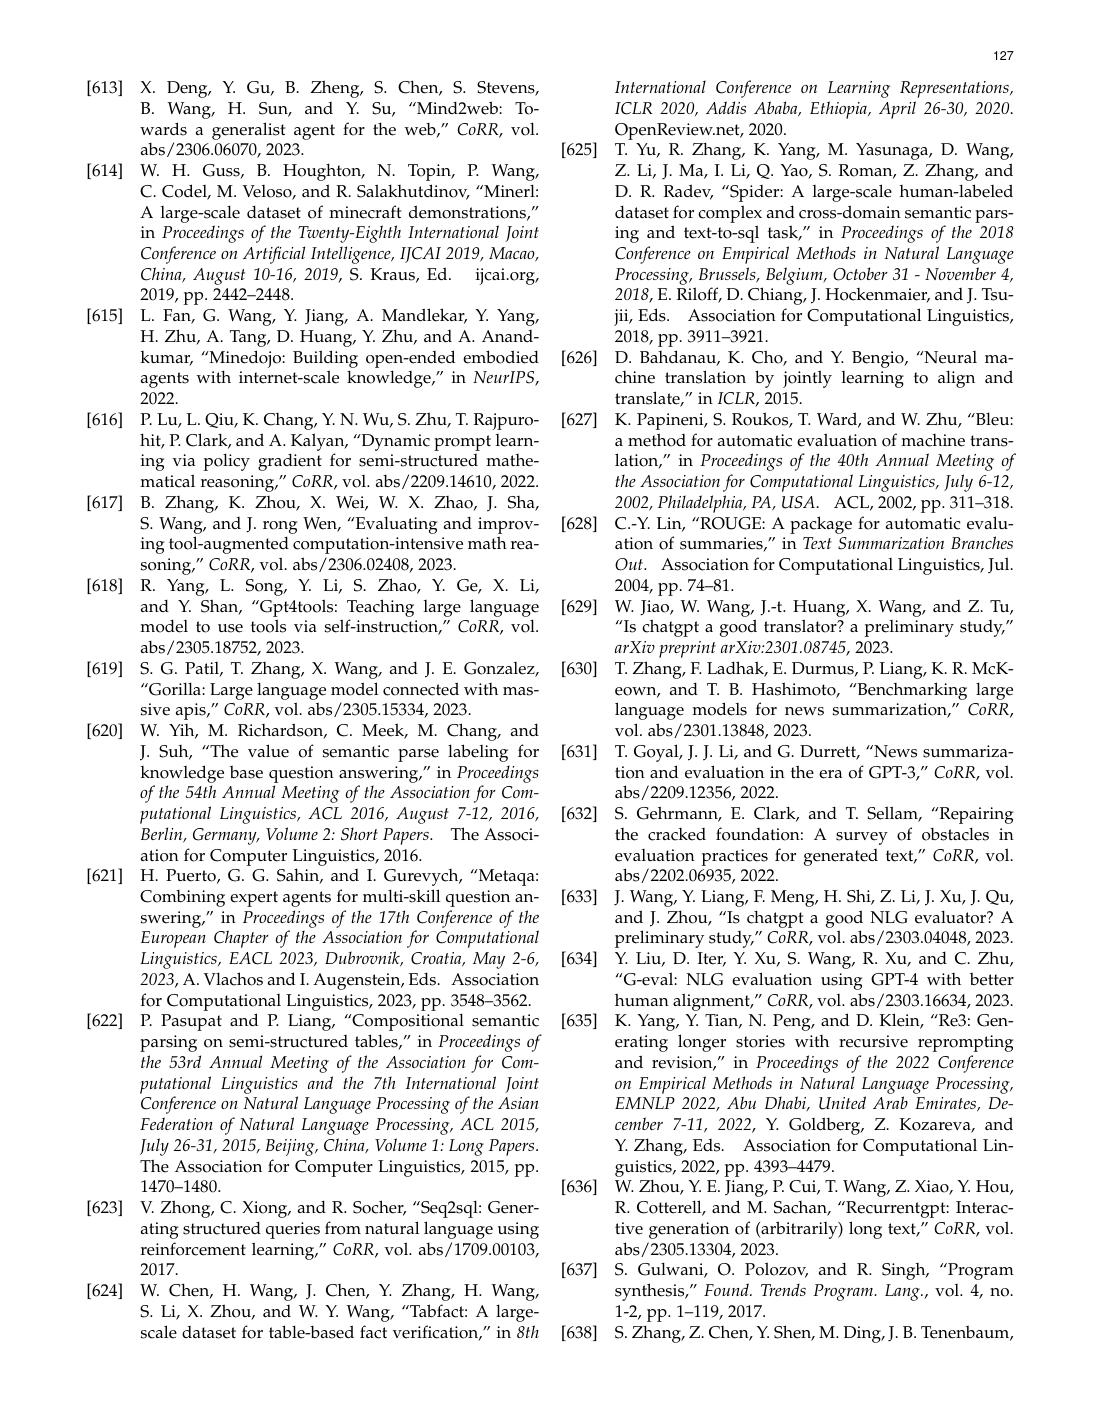 127
[613] X. Deng, Y. Gu, B. Zheng, S. Chen, S. Stevens,
B. Wang, H. Sun, and Y. Su, “Mind2web: To-
wards a generalist agent for the web,” CoRR, vol.
abs/2306.06070, 2023.
[614] W. H. Guss, B. Houghton, N. Topin, P. Wang,
C. Codel, M. Veloso, and R. Salakhutdinov, “Minerl:
A large-scale dataset of minecraft demonstrations,”
in Proceedings of the Twenty-Eighth International Joint
Conference on Artificial Intelligence, IJCAI 2019, Macao,
China, August 10-16, 2019, S. Kraus, Ed. ijcai.org,
2019, pp. 2442–2448.
[615] L. Fan, G. Wang, Y. Jiang, A. Mandlekar, Y. Yang,
H. Zhu, A. Tang, D. Huang, Y. Zhu, and A. Anand-
kumar, “Minedojo: Building open-ended embodied
agents with internet-scale knowledge,” in NeurIPS,
2022.
[616] P. Lu, L. Qiu, K. Chang, Y. N. Wu, S. Zhu, T. Rajpuro-
hit, P. Clark, and A. Kalyan, “Dynamic prompt learn-
ing via policy gradient for semi-structured mathe-
matical reasoning,” CoRR, vol. abs/2209.14610, 2022.
[617] B. Zhang, K. Zhou, X. Wei, W. X. Zhao, J. Sha,
S. Wang, and J. rong Wen, “Evaluating and improv-
ing tool-augmented computation-intensive math rea-
soning,” CoRR, vol. abs/2306.02408, 2023.
[618] R. Yang, L. Song, Y. Li, S. Zhao, Y. Ge, X. Li,
and Y. Shan, “Gpt4tools: Teaching large language
model to use tools via self-instruction,” CoRR, vol.
abs/2305.18752, 2023.
[619] S. G. Patil, T. Zhang, X. Wang, and J. E. Gonzalez,
“Gorilla: Large language model connected with mas-
sive apis,” CoRR, vol. abs/2305.15334, 2023.
[620] W. Yih, M. Richardson, C. Meek, M. Chang, and
J. Suh, “The value of semantic parse labeling for
knowledge base question answering,” in Proceedings
of the 54th Annual Meeting of the Association for Com-
putational Linguistics, ACL 2016, August 7-12, 2016,
Berlin, Germany, Volume 2: Short Papers. The Associ-
ation for Computer Linguistics, 2016.
[621] H. Puerto, G. G. Sahin, and I. Gurevych, “Metaqa:
Combining expert agents for multi-skill question an-
swering,” in Proceedings of the 17th Conference of the
European Chapter of the Association for Computational
Linguistics, EACL 2023, Dubrovnik, Croatia, May 2-6,
2023, A. Vlachos and I. Augenstein, Eds. Association
for Computational Linguistics, 2023, pp. 3548–3562.
[622] P. Pasupat and P. Liang, “Compositional semantic
parsing on semi-structured tables,” in Proceedings of
the 53rd Annual Meeting of the Association for Com-
putational Linguistics and the 7th International Joint
Conference on Natural Language Processing of the Asian
Federation of Natural Language Processing, ACL 2015,
July 26-31, 2015, Beijing, China, Volume 1: Long Papers.
The Association for Computer Linguistics, 2015, pp.
1470–1480.
[623] V. Zhong, C. Xiong, and R. Socher, “Seq2sql: Gener-
ating structured queries from natural language using
reinforcement learning,” CoRR, vol. abs/1709.00103,
2017.
[624] W. Chen, H. Wang, J. Chen, Y. Zhang, H. Wang,
S. Li, X. Zhou, and W. Y. Wang, “Tabfact: A large-
scale dataset for table-based fact verification,” in 8th
International Conference on Learning Representations,
ICLR 2020, Addis Ababa, Ethiopia, April 26-30, 2020.
OpenReview.net, 2020.
[625] T. Yu, R. Zhang, K. Yang, M. Yasunaga, D. Wang,
Z. Li, J. Ma, I. Li, Q. Yao, S. Roman, Z. Zhang, and
D. R. Radev, “Spider: A large-scale human-labeled
dataset for complex and cross-domain semantic pars-
ing and text-to-sql task,” in Proceedings of the 2018
Conference on Empirical Methods in Natural Language
Processing, Brussels, Belgium, October 31 - November 4,
2018, E. Riloff, D. Chiang, J. Hockenmaier, and J. Tsu-
jii, Eds. Association for Computational Linguistics,
2018, pp. 3911–3921.
[626] D. Bahdanau, K. Cho, and Y. Bengio, “Neural ma-
chine translation by jointly learning to align and
translate,” in ICLR, 2015.
[627] K. Papineni, S. Roukos, T. Ward, and W. Zhu, “Bleu:
a method for automatic evaluation of machine trans-
lation,” in Proceedings of the 40th Annual Meeting of
the Association for Computational Linguistics, July 6-12,
2002, Philadelphia, PA, USA. ACL, 2002, pp. 311–318.
[628] C.-Y. Lin, “ROUGE: A package for automatic evalu-
ation of summaries,” in Text Summarization Branches
Out. Association for Computational Linguistics, Jul.
2004, pp. 74–81.
[629] W. Jiao, W. Wang, J.-t. Huang, X. Wang, and Z. Tu,
“Is chatgpt a good translator? a preliminary study,”
arXiv preprint arXiv:2301.08745, 2023.
[630] T. Zhang, F. Ladhak, E. Durmus, P. Liang, K. R. McK-
eown, and T. B. Hashimoto, “Benchmarking large
language models for news summarization,” CoRR,
vol. abs/2301.13848, 2023.
[631] T. Goyal, J. J. Li, and G. Durrett, “News summariza-
tion and evaluation in the era of GPT-3,” CoRR, vol.
abs/2209.12356, 2022.
[632] S. Gehrmann, E. Clark, and T. Sellam, “Repairing
the cracked foundation: A survey of obstacles in
evaluation practices for generated text,” CoRR, vol.
abs/2202.06935, 2022.
[633] J. Wang, Y. Liang, F. Meng, H. Shi, Z. Li, J. Xu, J. Qu,
and J. Zhou, “Is chatgpt a good NLG evaluator? A
preliminary study,” CoRR, vol. abs/2303.04048, 2023.
[634] Y. Liu, D. Iter, Y. Xu, S. Wang, R. Xu, and C. Zhu,
“G-eval: NLG evaluation using GPT-4 with better
human alignment,” CoRR, vol. abs/2303.16634, 2023.
[635] K. Yang, Y. Tian, N. Peng, and D. Klein, “Re3: Gen-
erating longer stories with recursive reprompting
and revision,” in Proceedings of the 2022 Conference
on Empirical Methods in Natural Language Processing,
EMNLP 2022, Abu Dhabi, United Arab Emirates, De-
cember 7-11, 2022, Y. Goldberg, Z. Kozareva, and
Y. Zhang, Eds. Association for Computational Lin-
guistics, 2022, pp. 4393–4479.
[636] W. Zhou, Y. E. Jiang, P. Cui, T. Wang, Z. Xiao, Y. Hou,
R. Cotterell, and M. Sachan, “Recurrentgpt: Interac-
tive generation of (arbitrarily) long text,” CoRR, vol.
abs/2305.13304, 2023.
[637] S. Gulwani, O. Polozov, and R. Singh, “Program
synthesis,” Found. Trends Program. Lang., vol. 4, no.
1-2, pp. 1–119, 2017.
[638] S. Zhang, Z. Chen, Y. Shen, M. Ding, J. B. Tenenbaum,